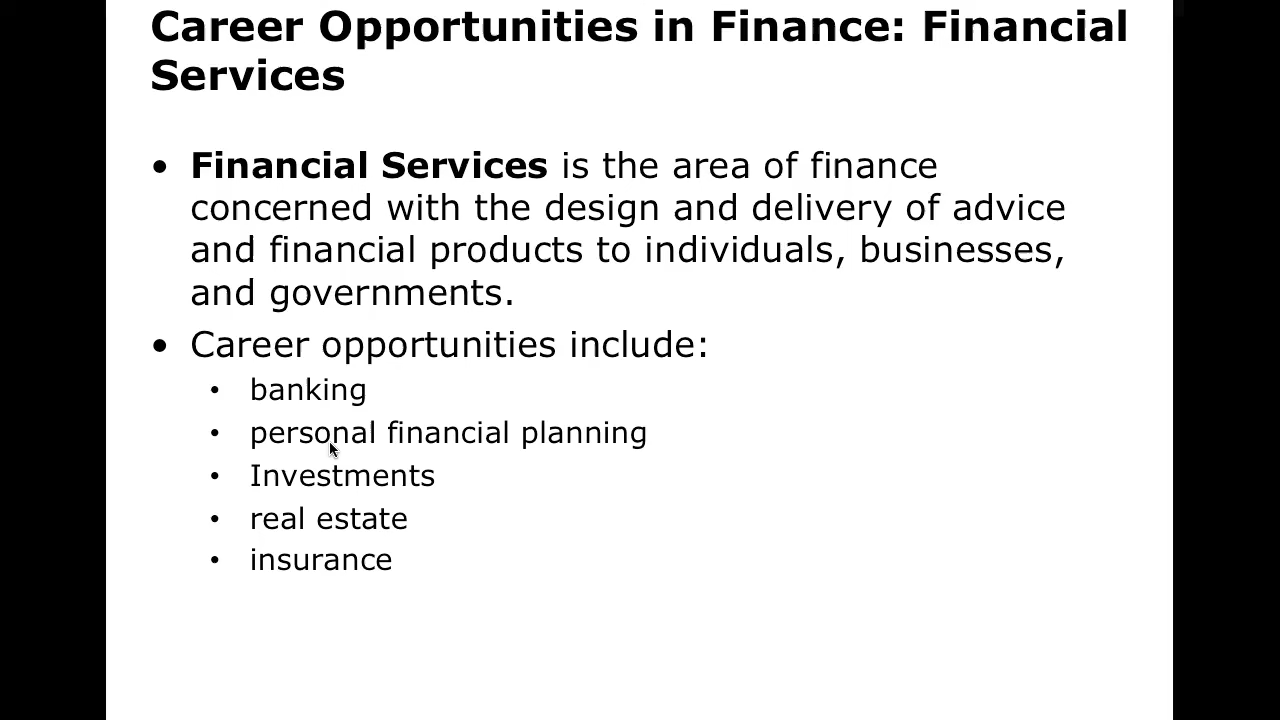 Career Opportunities in Finance: Financial
Services
• Financial Services is the area of finance
concerned with the design and delivery of advice
and financial products to individuals, businesses,
and governments.
• Career opportunities include:
• banking
• personal financial planning
• Investments
• real estate
• insurance